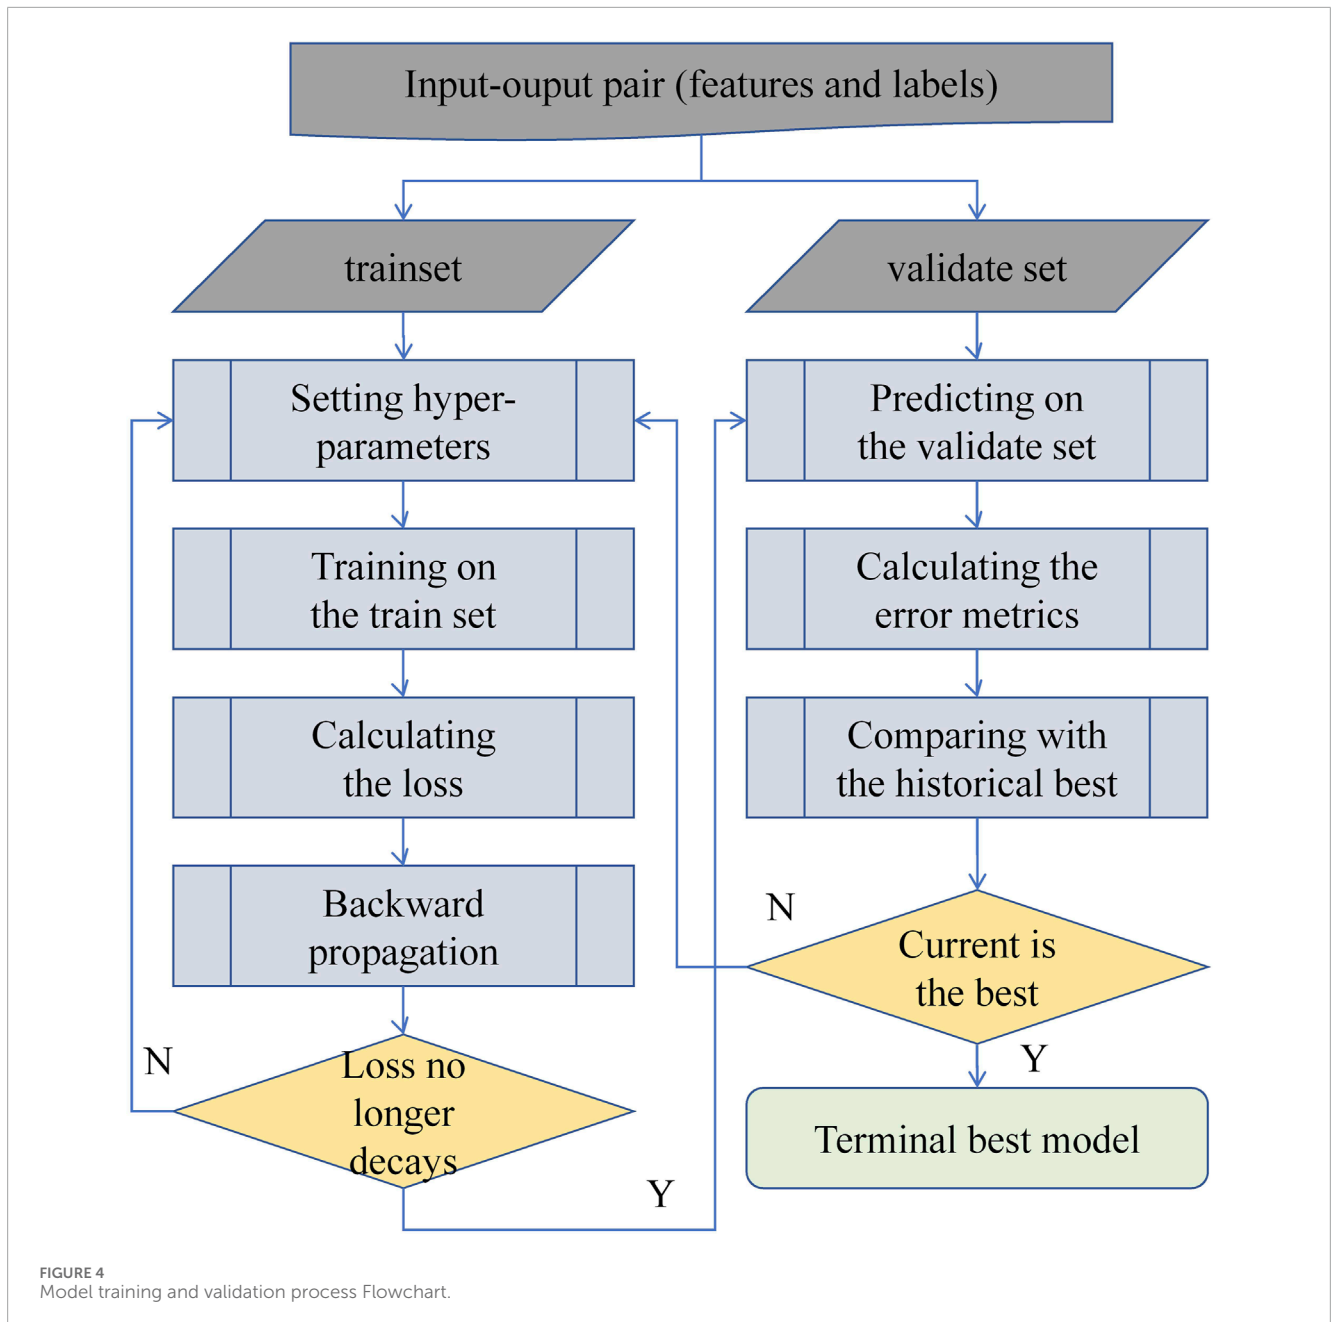 Input-ouput pair (features and labels)
trainset
validate set
Setting hyper-
parameters
Predicting on
the validate set
Training on
the train set
Calculating the
error metrics
Calculating
the loss
Comparing with
the historical best
Backward
propagation
N
Current is
the best
N
Loss no
longer
decays
Y
Terminal best model
Y
FIGURE 4
Model training and validation process Flowchart.